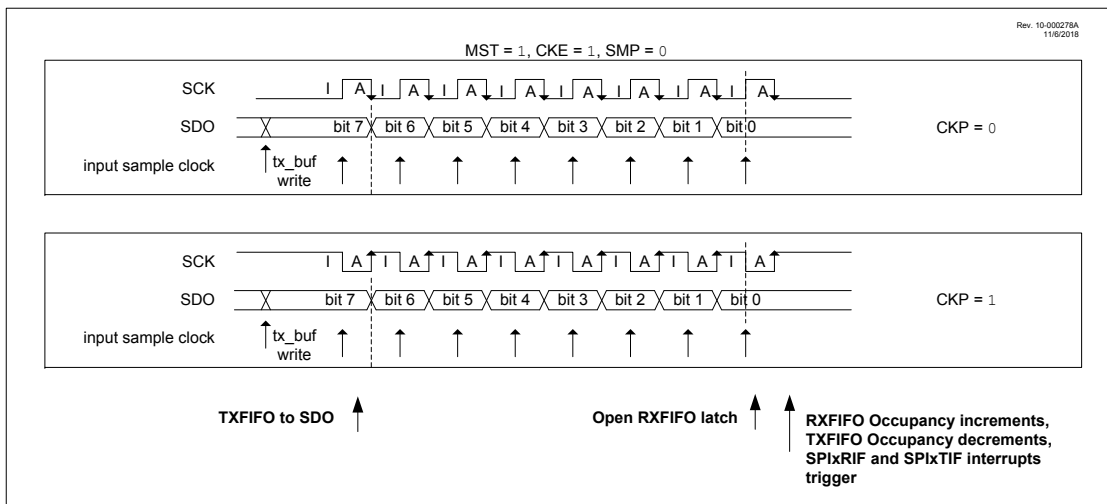 Rev. 10-000278A
11/6/2018
MST = 1, CKE = 1, SMP = 0
SCK I A I A I A I A I A I A I A I A
SDO bit 7 bit 6 bit 5 bit 4 bit 3 bit 2 bit 1 bit 0 CKP = 0
input sample clock tx_buf
write
SCK I A I A I A I A I A I A I A I A
SDO bit 7 bit 6 bit 5 bit 4 bit 3 bit 2 bit 1 bit 0 CKP = 1
input sample clock tx_buf
write
TXFIFO to SDO
Open RXFIFO latch
RXFIFO Occupancy increments,
TXFIFO Occupancy decrements,
SPIxRIF and SPIxTIF interrupts
trigger